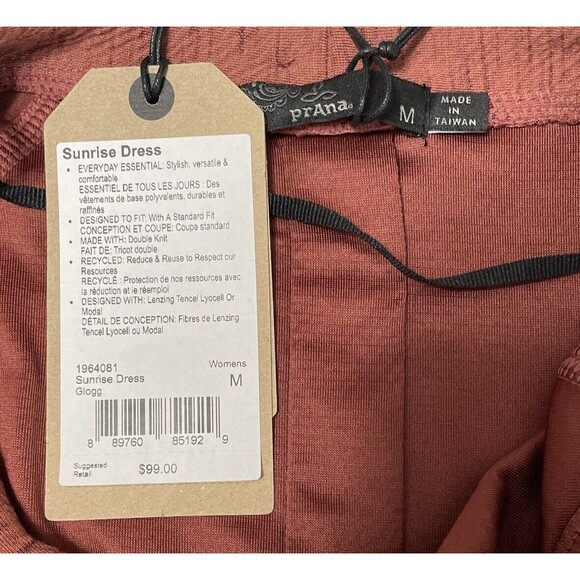 prAna
M
MADE
IN
TAIWAN
Sunrise Dress
• EVERYDAY ESSENTIAL: Stylish, versatile &
comfortable
ESSENTIEL DE TOUS LES JOURS : Des
vêtements de base polyvalents, durables et
raffinés
• DESIGNED TO FIT: With A Standard Fit
CONCEPTION ET COUPE: Coupe standard
• MADE WITH: Double Knit
FAIT DE: Tricot double
• RECYCLED: Reduce & Reuse to Respect our
Resources
RECYCLÉ : Protection de nos ressources avec
la réduction et le réemploi
• DESIGNED WITH: Lenzing Tencel Lyocell Or
Modal
DÉTAIL DE CONCEPTION: Fibres de Lenzing
Tencel Lyocell ou Modal
1964081 Womens
Sunrise Dress M
Glogg
8 89760 85192 9
Suggested
Retail $99.00